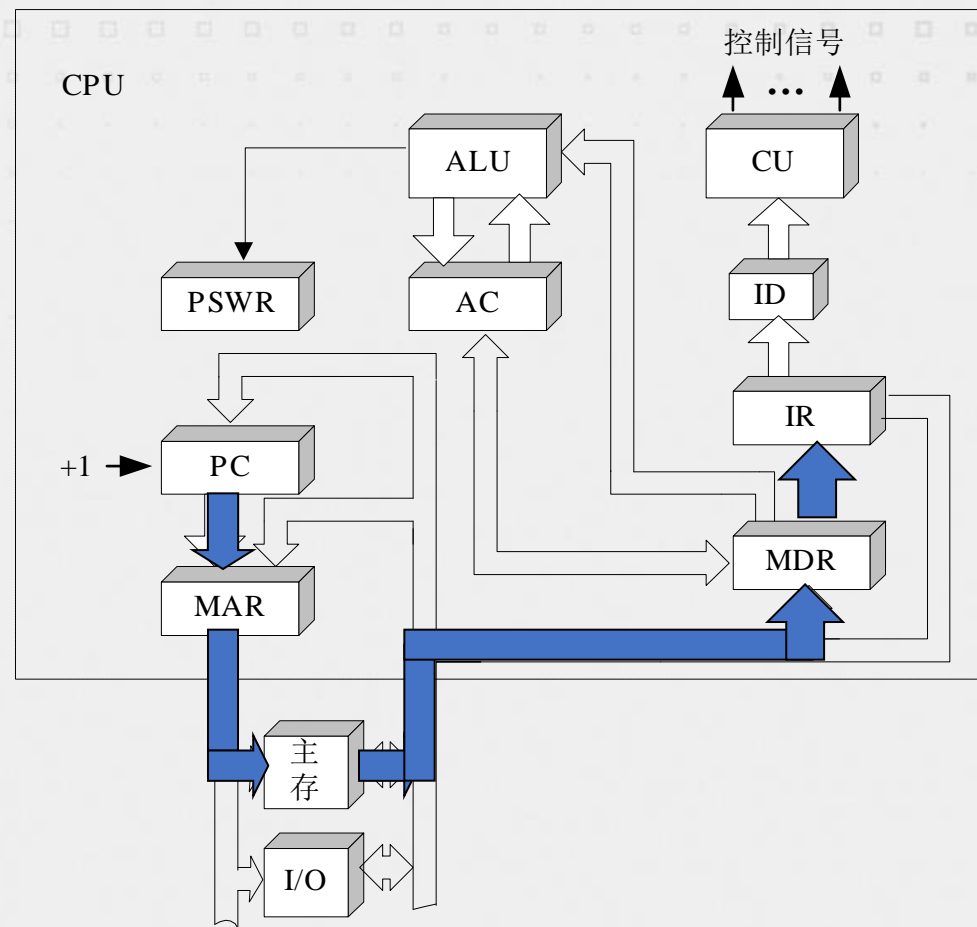 控制信号
...
CPU
ALU
CU
PSWR
AC
ID
IR
+1
PC
MDR
MAR
主
存
I/O